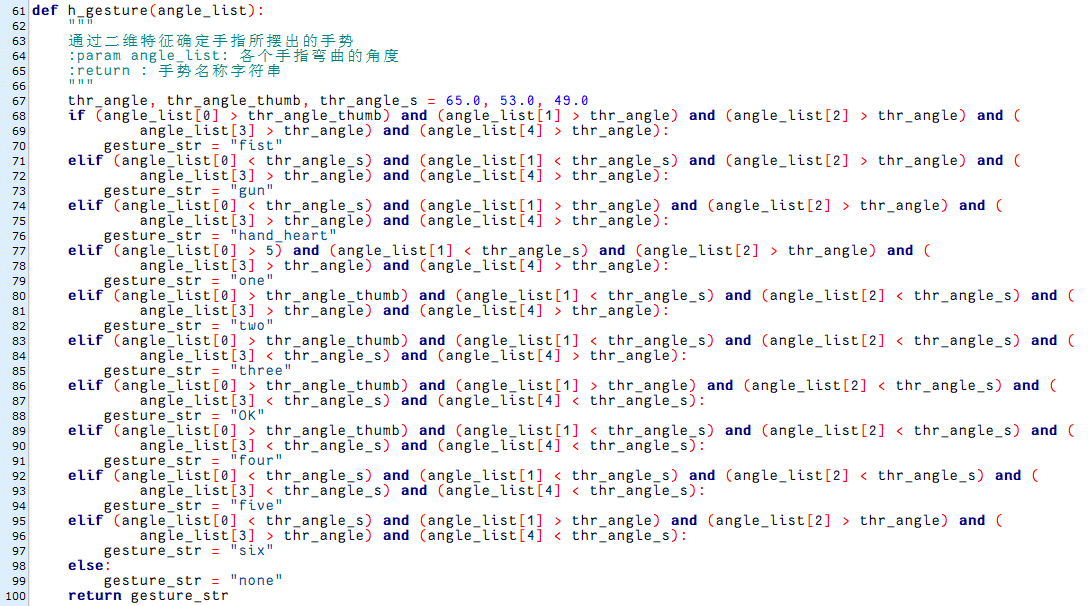 61 def h_gesture(angle_list):
62     """
63     通过二维特征确定手指所摆出的手势
64     :param angle_list: 各个手指弯曲的角度
65     :return : 手势名称字符串
66     """
67     thr_angle, thr_angle_thumb, thr_angle_s = 65.0, 53.0, 49.0
68     if (angle_list[0] > thr_angle_thumb) and (angle_list[1] > thr_angle) and (angle_list[2] > thr_angle) and (
69             angle_list[3] > thr_angle) and (angle_list[4] > thr_angle):
70         gesture_str = "fist"
71     elif (angle_list[0] < thr_angle_s) and (angle_list[1] < thr_angle_s) and (angle_list[2] > thr_angle) and (
72             angle_list[3] > thr_angle) and (angle_list[4] > thr_angle):
73         gesture_str = "gun"
74     elif (angle_list[0] < thr_angle_s) and (angle_list[1] > thr_angle) and (angle_list[2] > thr_angle) and (
75             angle_list[3] > thr_angle) and (angle_list[4] > thr_angle):
76         gesture_str = "hand_heart"
77     elif (angle_list[0] > 5) and (angle_list[1] < thr_angle_s) and (angle_list[2] > thr_angle) and (
78             angle_list[3] > thr_angle) and (angle_list[4] > thr_angle):
79         gesture_str = "one"
80     elif (angle_list[0] > thr_angle_thumb) and (angle_list[1] < thr_angle_s) and (angle_list[2] < thr_angle_s) and (
81             angle_list[3] > thr_angle) and (angle_list[4] > thr_angle):
82         gesture_str = "two"
83     elif (angle_list[0] > thr_angle_thumb) and (angle_list[1] < thr_angle_s) and (angle_list[2] < thr_angle_s) and (
84             angle_list[3] < thr_angle_s) and (angle_list[4] > thr_angle):
85         gesture_str = "three"
86     elif (angle_list[0] > thr_angle_thumb) and (angle_list[1] > thr_angle) and (angle_list[2] < thr_angle_s) and (
87             angle_list[3] < thr_angle_s) and (angle_list[4] < thr_angle_s):
88         gesture_str = "OK"
89     elif (angle_list[0] > thr_angle_thumb) and (angle_list[1] < thr_angle_s) and (angle_list[2] < thr_angle_s) and (
90             angle_list[3] < thr_angle_s) and (angle_list[4] < thr_angle_s):
91         gesture_str = "four"
92     elif (angle_list[0] < thr_angle_s) and (angle_list[1] < thr_angle_s) and (angle_list[2] < thr_angle_s) and (
93             angle_list[3] < thr_angle_s) and (angle_list[4] < thr_angle_s):
94         gesture_str = "five"
95     elif (angle_list[0] < thr_angle_s) and (angle_list[1] > thr_angle) and (angle_list[2] > thr_angle) and (
96             angle_list[3] > thr_angle) and (angle_list[4] < thr_angle_s):
97         gesture_str = "six"
98     else:
99         gesture_str = "none"
100     return gesture_str